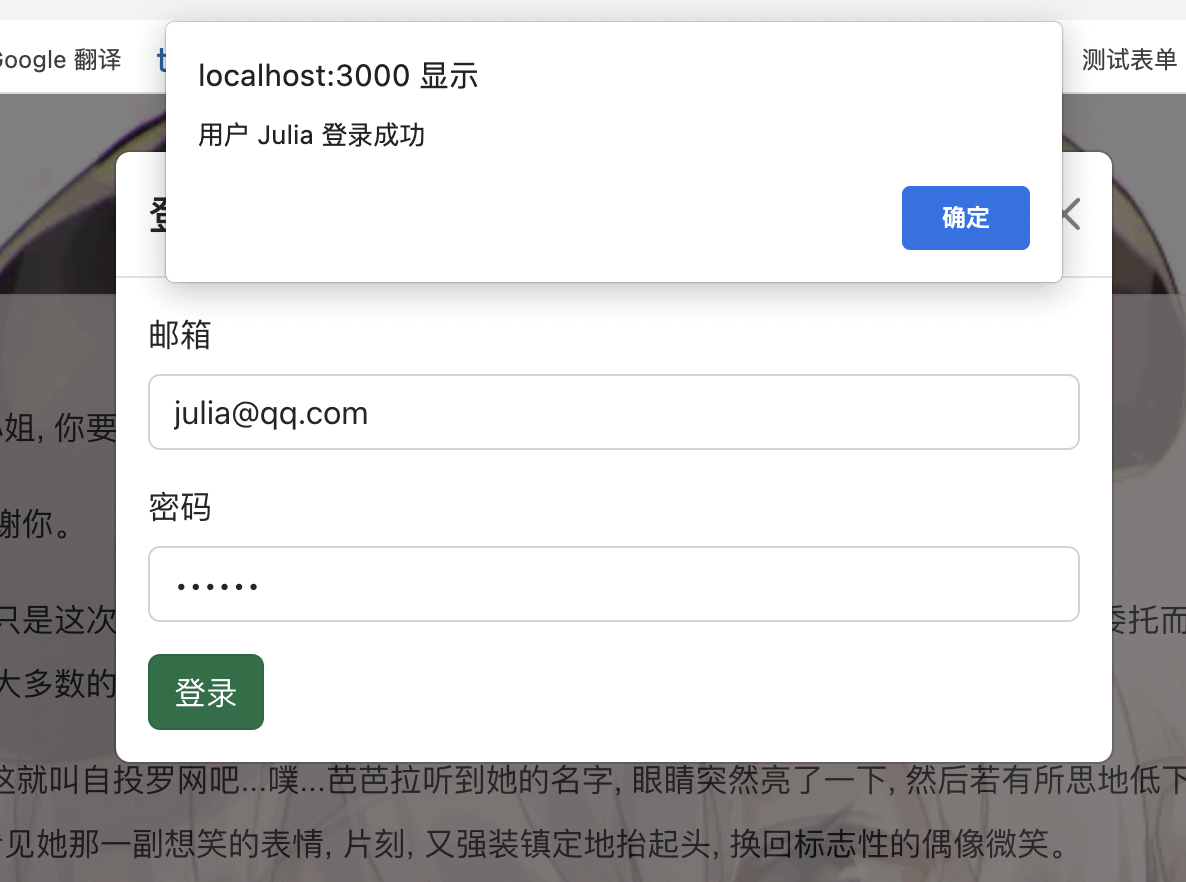 Google 翻译
测试表单
localhost:3000 显示
用户 Julia 登录成功
确定
邮箱
julia@qq.com
密码
••••••
登录
姐, 你要
谢你。
只是这次
委托而
大多数的
这就叫自投罗网吧...噗...芭芭拉听到她的名字, 眼睛突然亮了一下, 然后若有所思地低下
见她那一副想笑的表情, 片刻, 又强装镇定地抬起头, 换回标志性的偶像微笑。